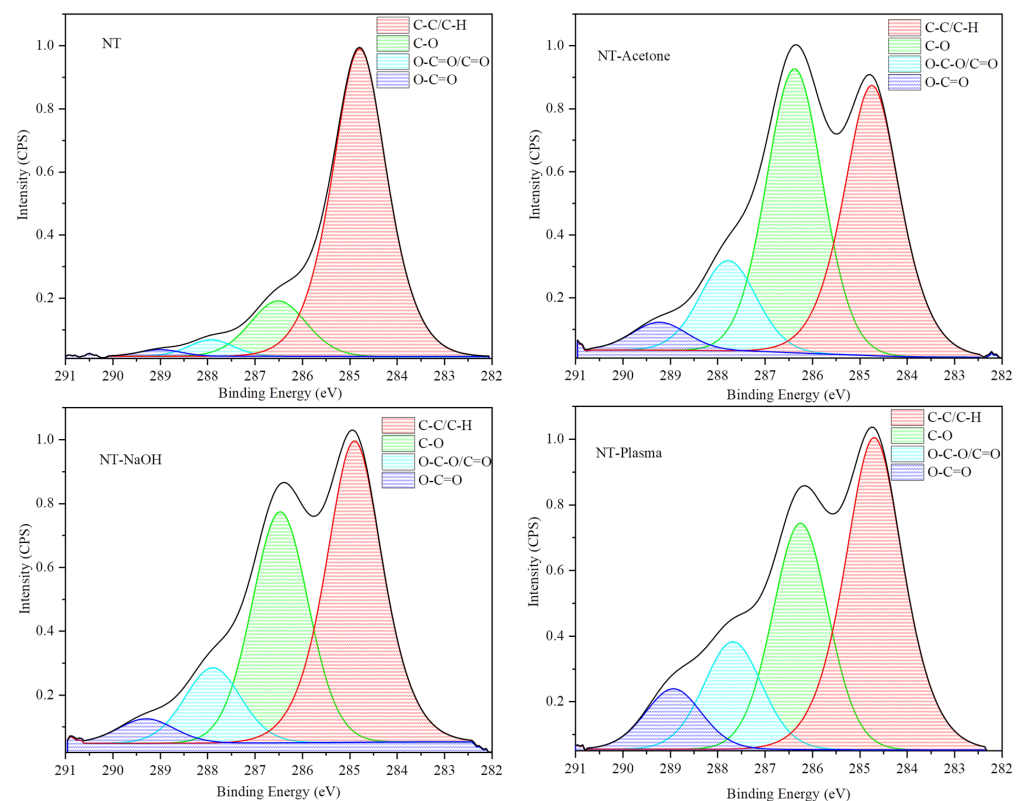 NT
C-C/C-H
C-O
O-C=O/C=O
O-C=O
Intensity (CPS)
1.0
0.8
0.6
0.4
0.2
291 290 289 288 287 286 285 284 283 282
Binding Energy (eV)
NT-Acetone
C-C/C-H
C-O
O-C-O/C=O
O-C=O
Intensity (CPS)
1.0
0.8
0.6
0.4
0.2
291 290 289 288 287 286 285 284 283 282
Binding Energy (eV)
NT-NaOH
C-C/C-H
C-O
O-C-O/C=O
O-C=O
Intensity (CPS)
1.0
0.8
0.6
0.4
0.2
291 290 289 288 287 286 285 284 283 282
Binding Energy (eV)
NT-Plasma
C-C/C-H
C-O
O-C-O/C=O
O-C=O
Intensity (CPS)
1.0
0.8
0.6
0.4
0.2
291 290 289 288 287 286 285 284 283 282
Binding Energy (eV)